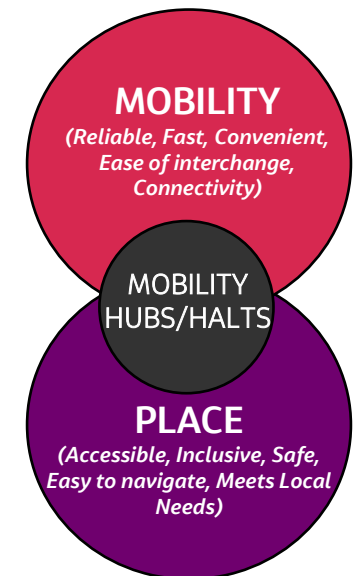 MOBILITY
(Reliable, Fast, Convenient,
Ease of interchange,
Connectivity)
MOBILITY
HUBS/HALTS
PLACE
(Accessible, Inclusive, Safe,
Easy to navigate, Meets Local
Needs)